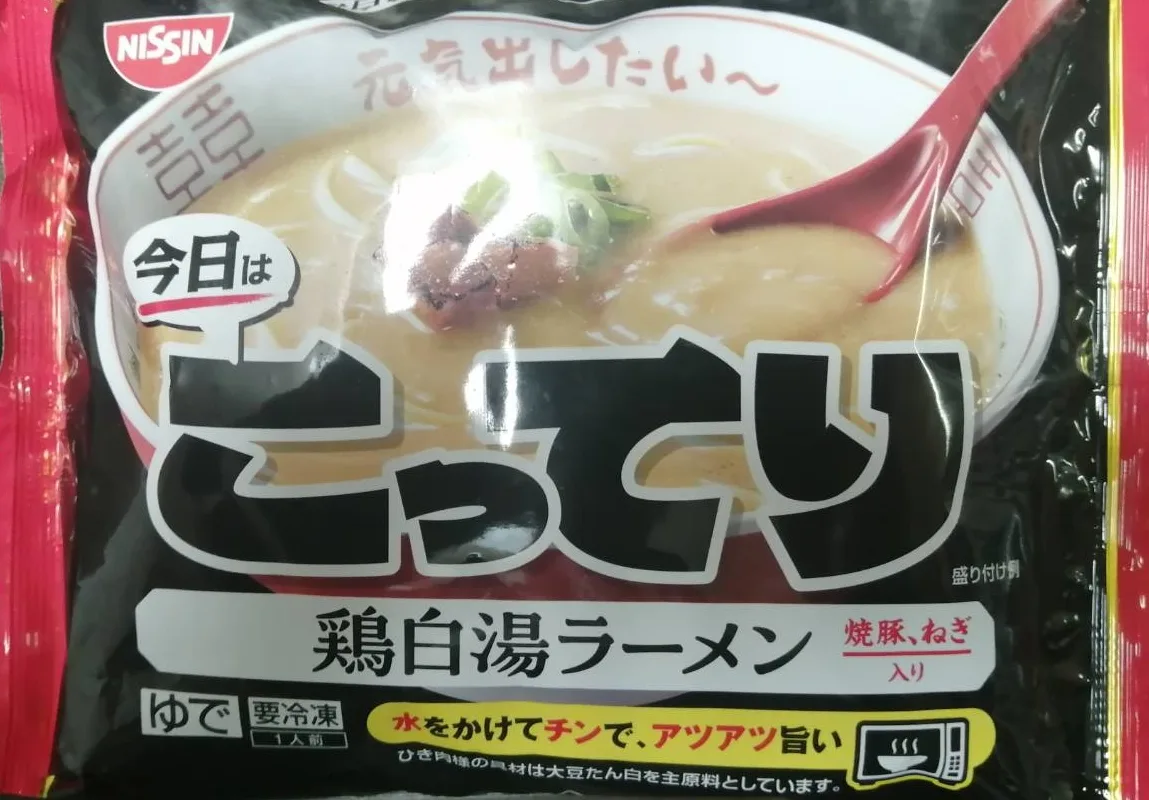 NISSIN
元気出したい〜
囍
今日は
こってり
盛り付け例
鶏白湯ラーメン
焼豚、ねぎ
入り
ゆで
要冷凍
1人前
水をかけてチンで、アツアツ旨い
ひき肉様の具材は大豆たん白を主原料としています。